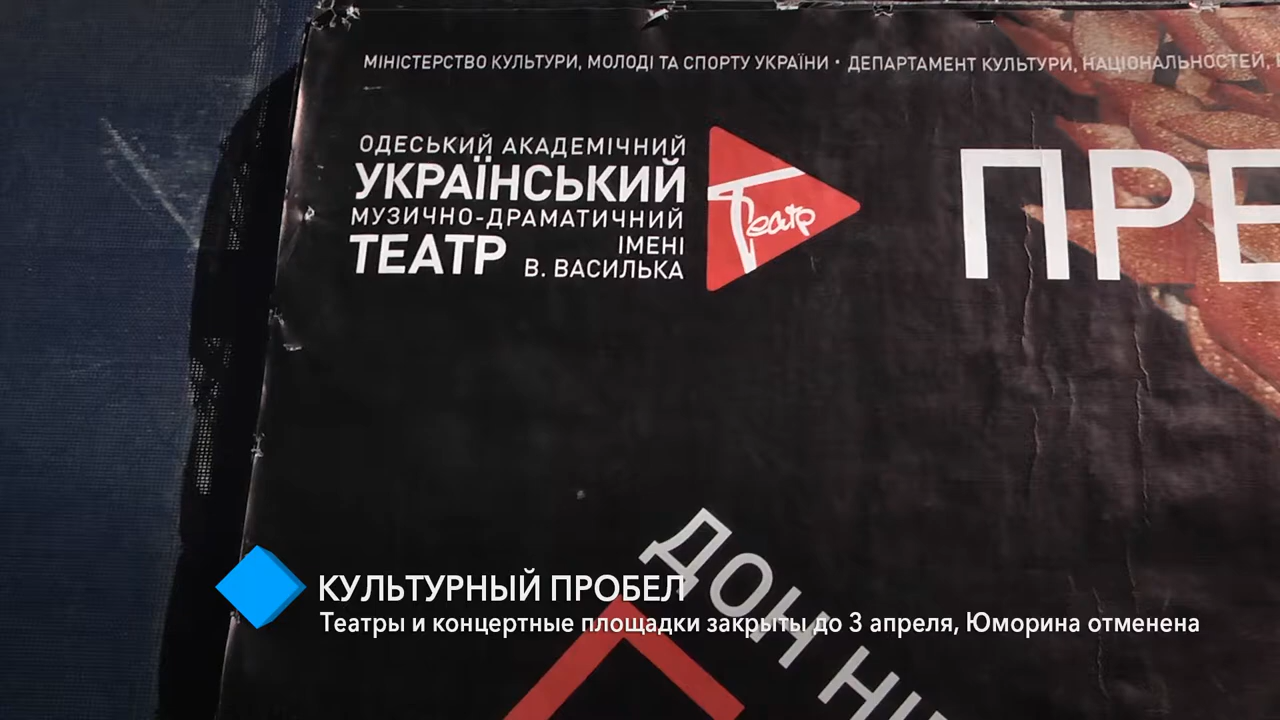 МІНІСТЕРСТВО КУЛЬТУРИ, МОЛОДІ ТА СПОРТУ УКРАЇНИ • ДЕПАРТАМЕНТ КУЛЬТУРИ, НАЦІОНАЛЬНОСТЕЙ,
ОДЕСЬКИЙ АКАДЕМІЧНИЙ
УКРАЇНСЬКИЙ
МУЗИЧНО-ДРАМАТИЧНИЙ
ТЕАТР ІМЕНІ
В. ВАСИЛЬКА
Театр
ПРЕ
ДОН
КУЛЬТУРНЫЙ ПРОБЕЛ
Театры и концертные площадки закрыты до 3 апреля, Юморина отменена